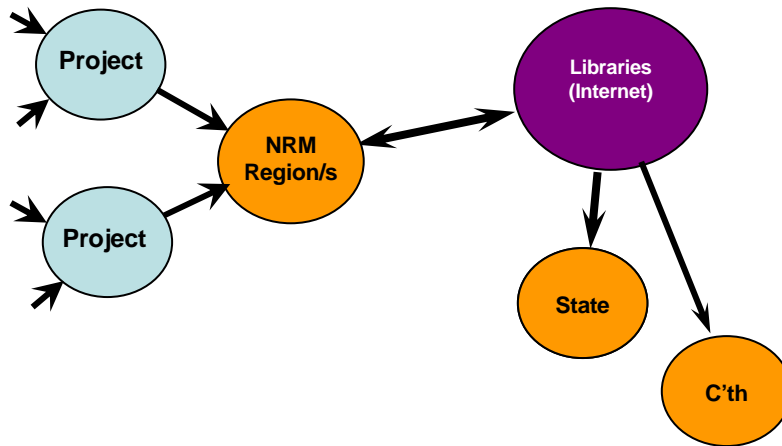 Project
Libraries
(Internet)
NRM
Region/s
Project
State
C'th